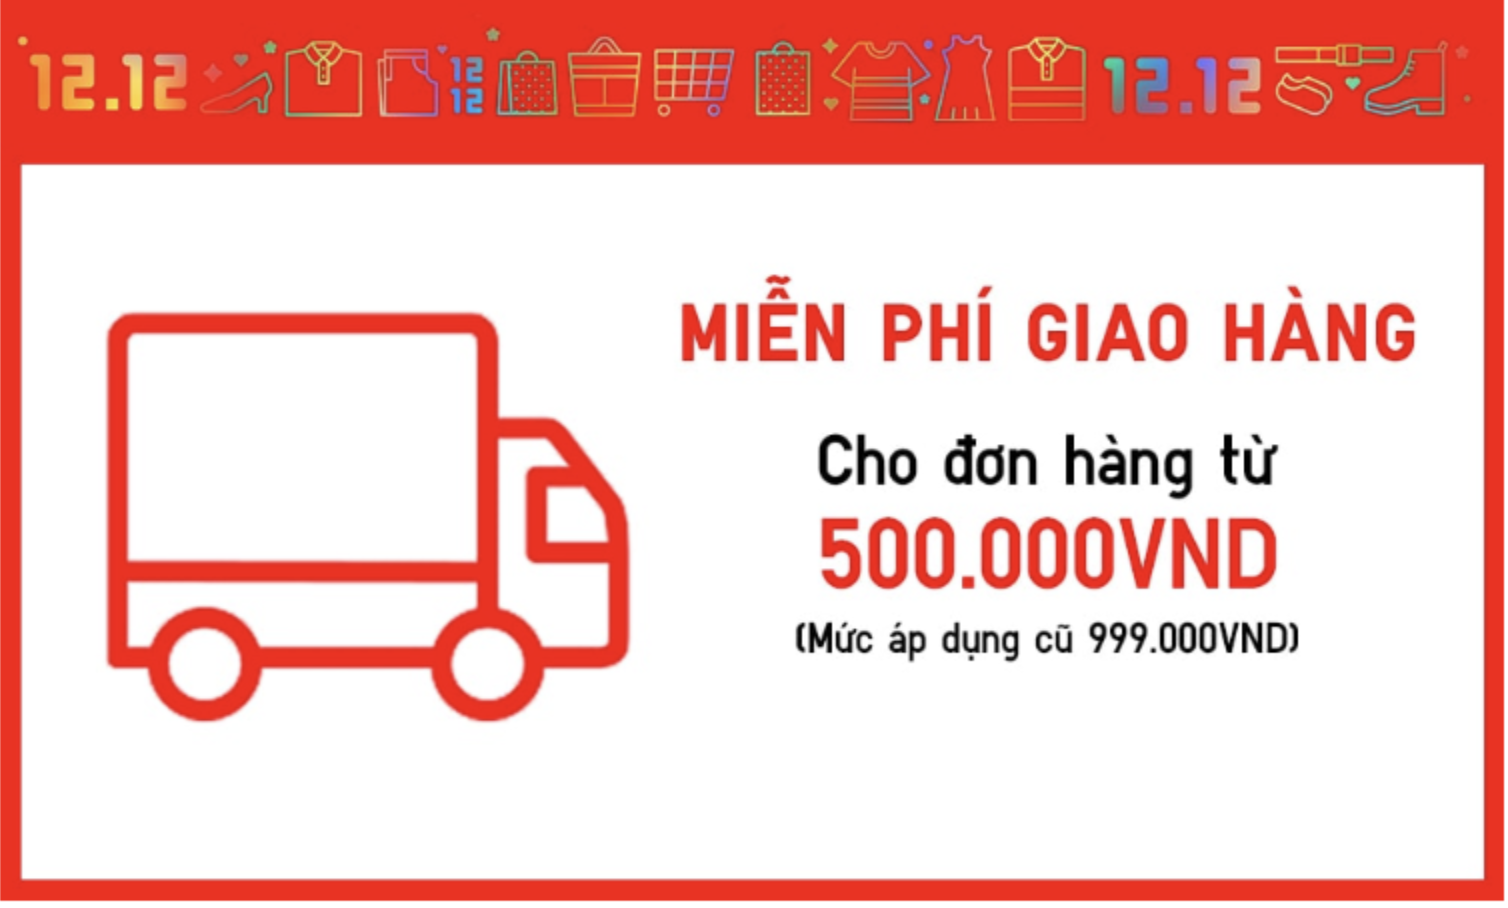 12.12 12 12.12
12
MIỄN PHÍ GIAO HÀNG
Cho đơn hàng từ
500.000VND
(Mức áp dụng cũ 999.000VND)